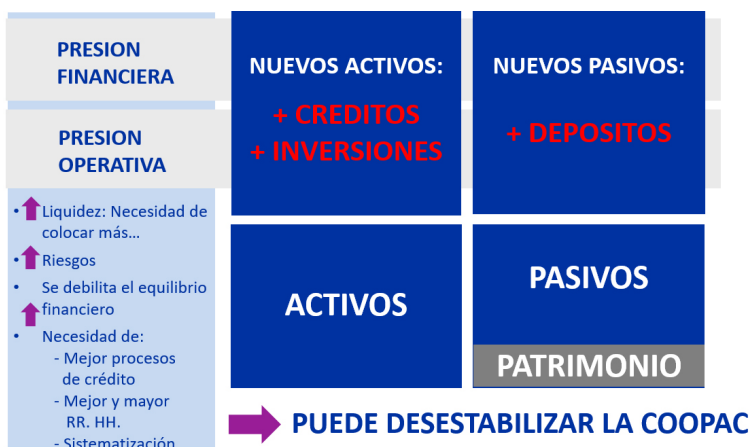 PRESION
FINANCIERA
PRESION
OPERATIVA
• Liquidez: Necesidad de
colocar más...
• Riesgos
• Se debilita el equilibrio
financiero
• Necesidad de:
- Mejor procesos
de crédito
- Mejor y mayor
RR. HH.
- Sistematización
NUEVOS ACTIVOS:
+ CREDITOS
+ INVERSIONES
NUEVOS PASIVOS:
+ DEPOSITOS
ACTIVOS
PASIVOS
PATRIMONIO
PUEDE DESESTABILIZAR LA COOPAC